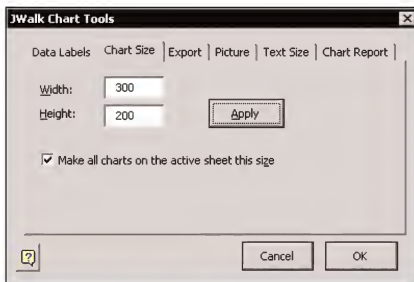 JWalk Chart Tools
Data Labels Chart Size Export Picture Text Size Chart Report
Width: 300
Height: 200
Apply
Make all charts on the active sheet this size
Cancel OK